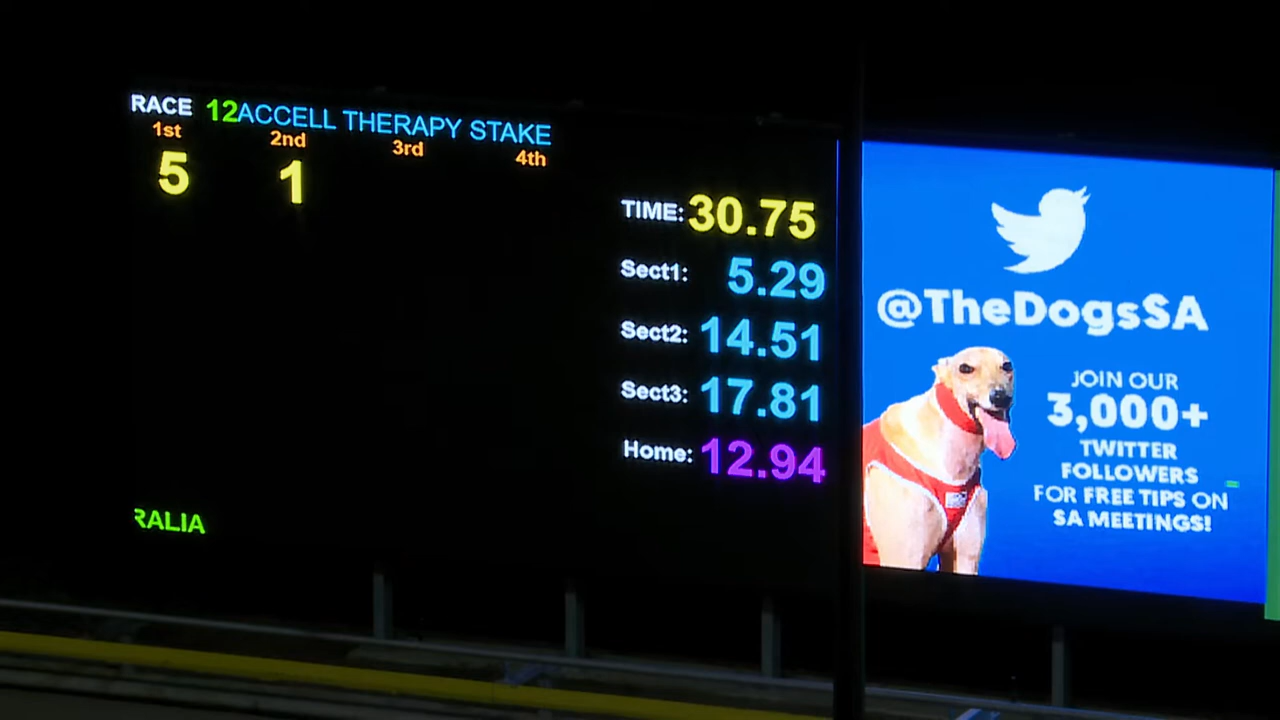 RACE 12ACCELL THERAPY STAKE
1st 2nd 3rd 4th
5 1
TIME: 30.75
Sect1: 5.29
Sect2: 14.51
Sect3: 17.81
Home: 12.94
RALIA
@TheDogsSA
JOIN OUR
3,000+
TWITTER
FOLLOWERS
FOR FREE TIPS ON
SA MEETINGS!